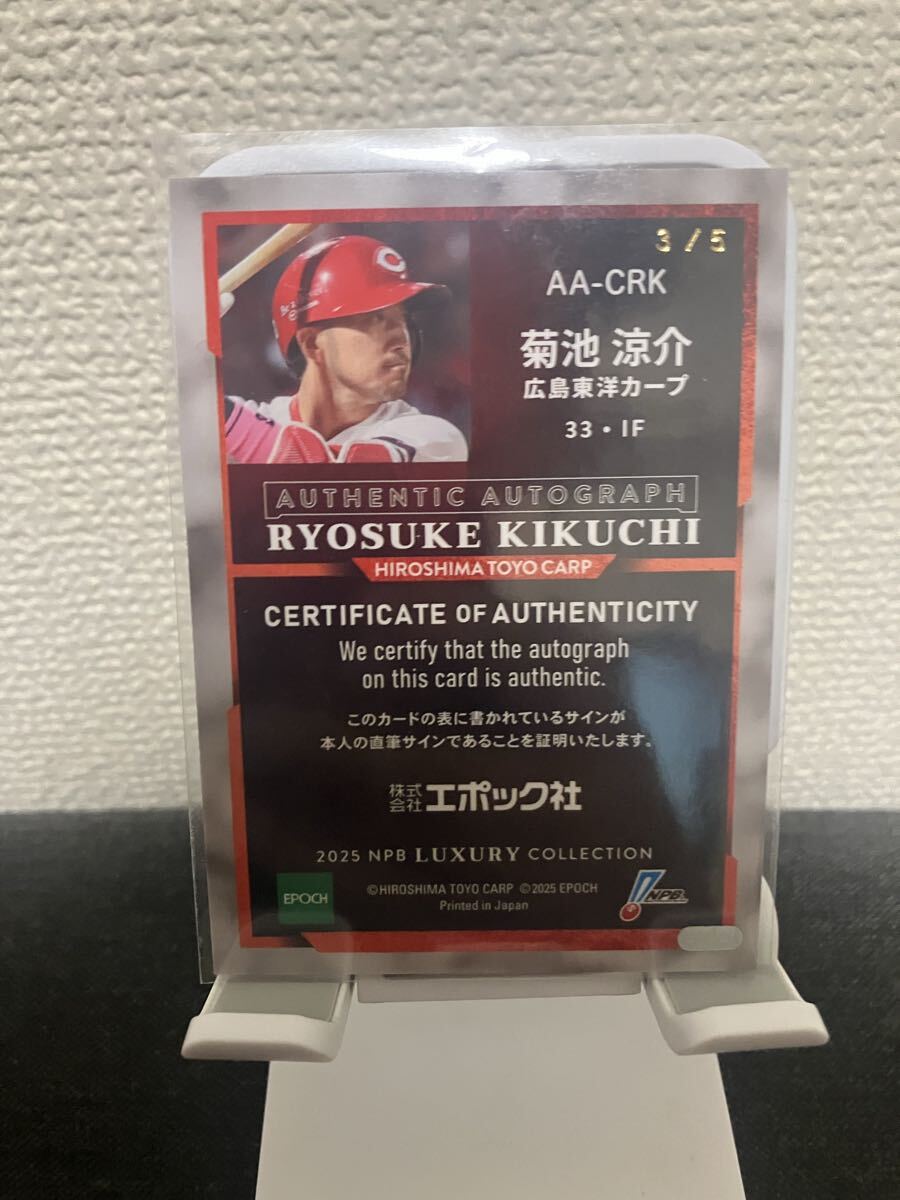 3/5
AA-CRK
菊池 涼介
広島東洋カープ
33・IF
AUTHENTIC AUTOGRAPH
RYOSUKE KIKUCHI
HIROSHIMA TOYO CARP
CERTIFICATE OF AUTHENTICITY
We certify that the autograph
on this card is authentic.
このカードの表に書かれているサインが
本人の直筆サインであることを証明いたします。
株式会社エポック社
2025 NPB LUXURY COLLECTION
EPOCH
©HIROSHIMA TOYO CARP ©2025 EPOCH
Printed in Japan
NPB